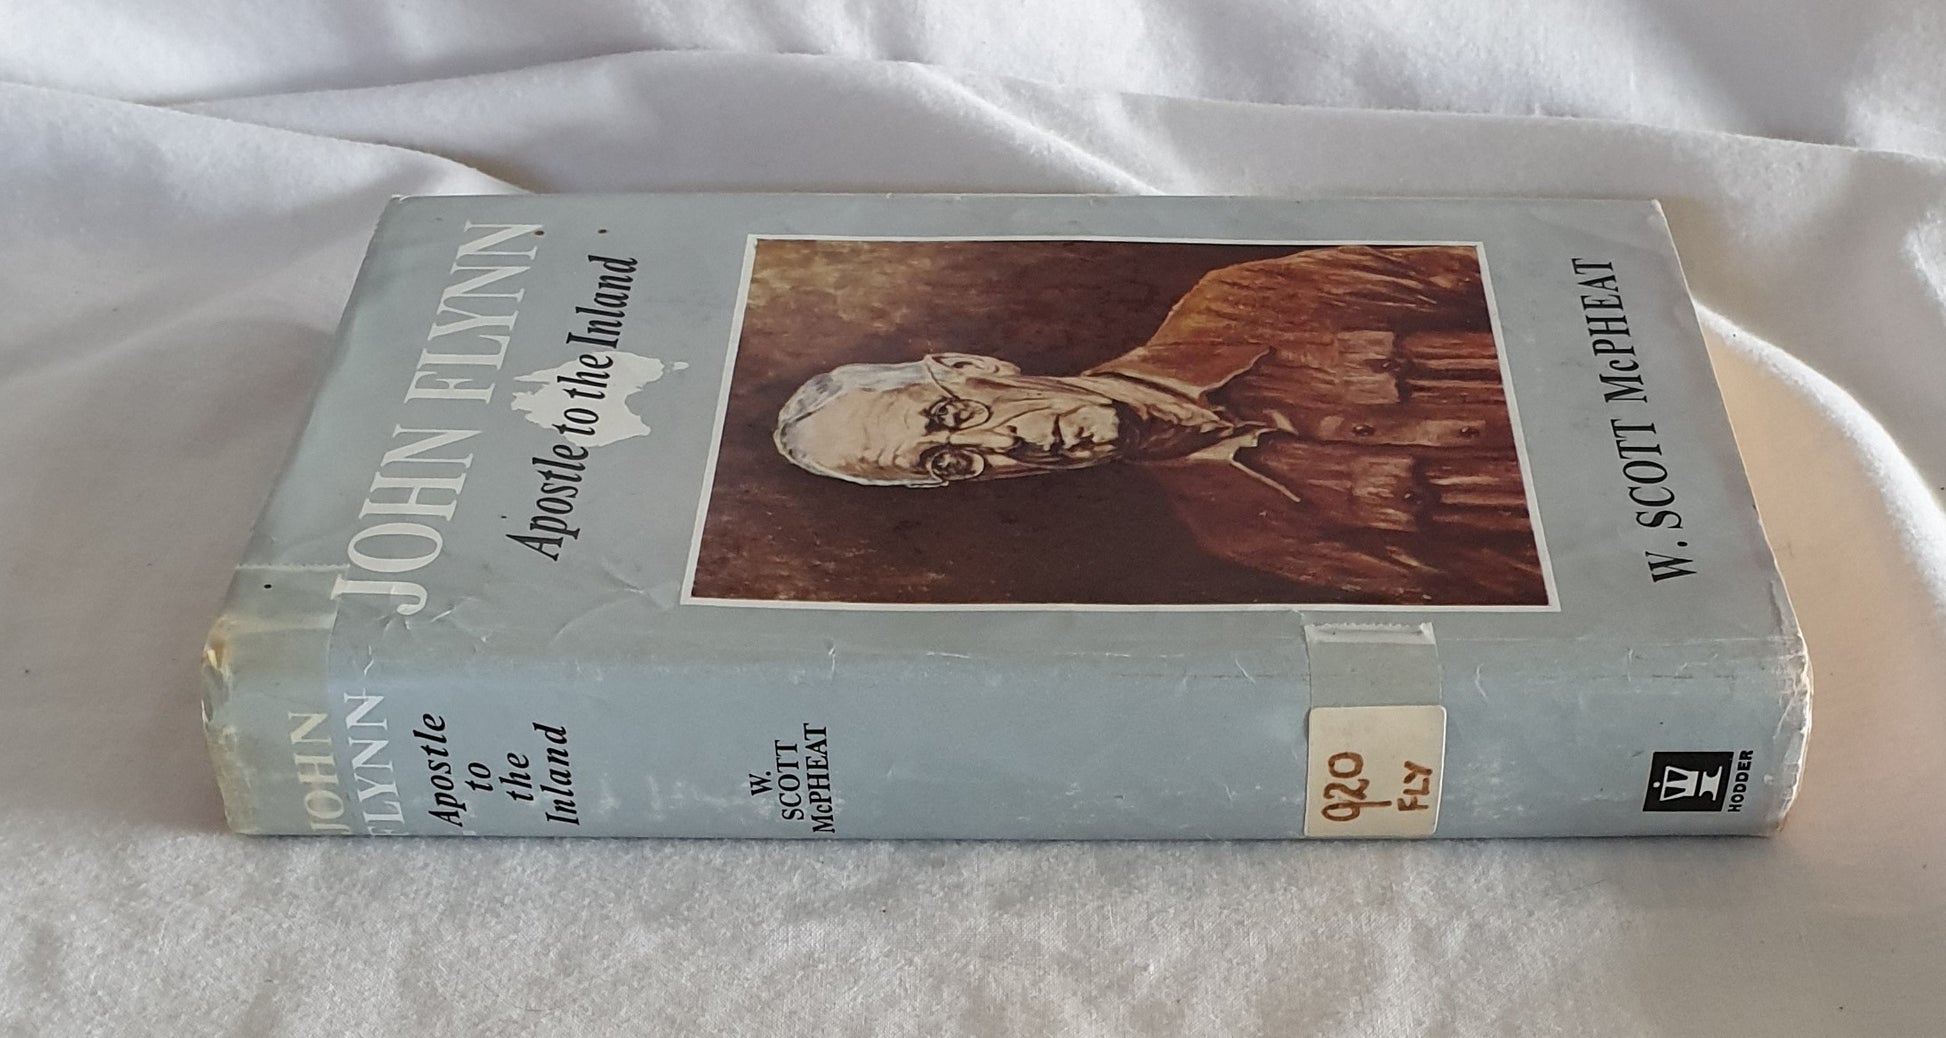 JOHN FLYNN
Apostle to the Inland
W. SCOTT McPHEAT
JOHN
FLYNN
Apostle
to
the
Inland
W.
SCOTT
McPHEAT
920
FLY
HODDER